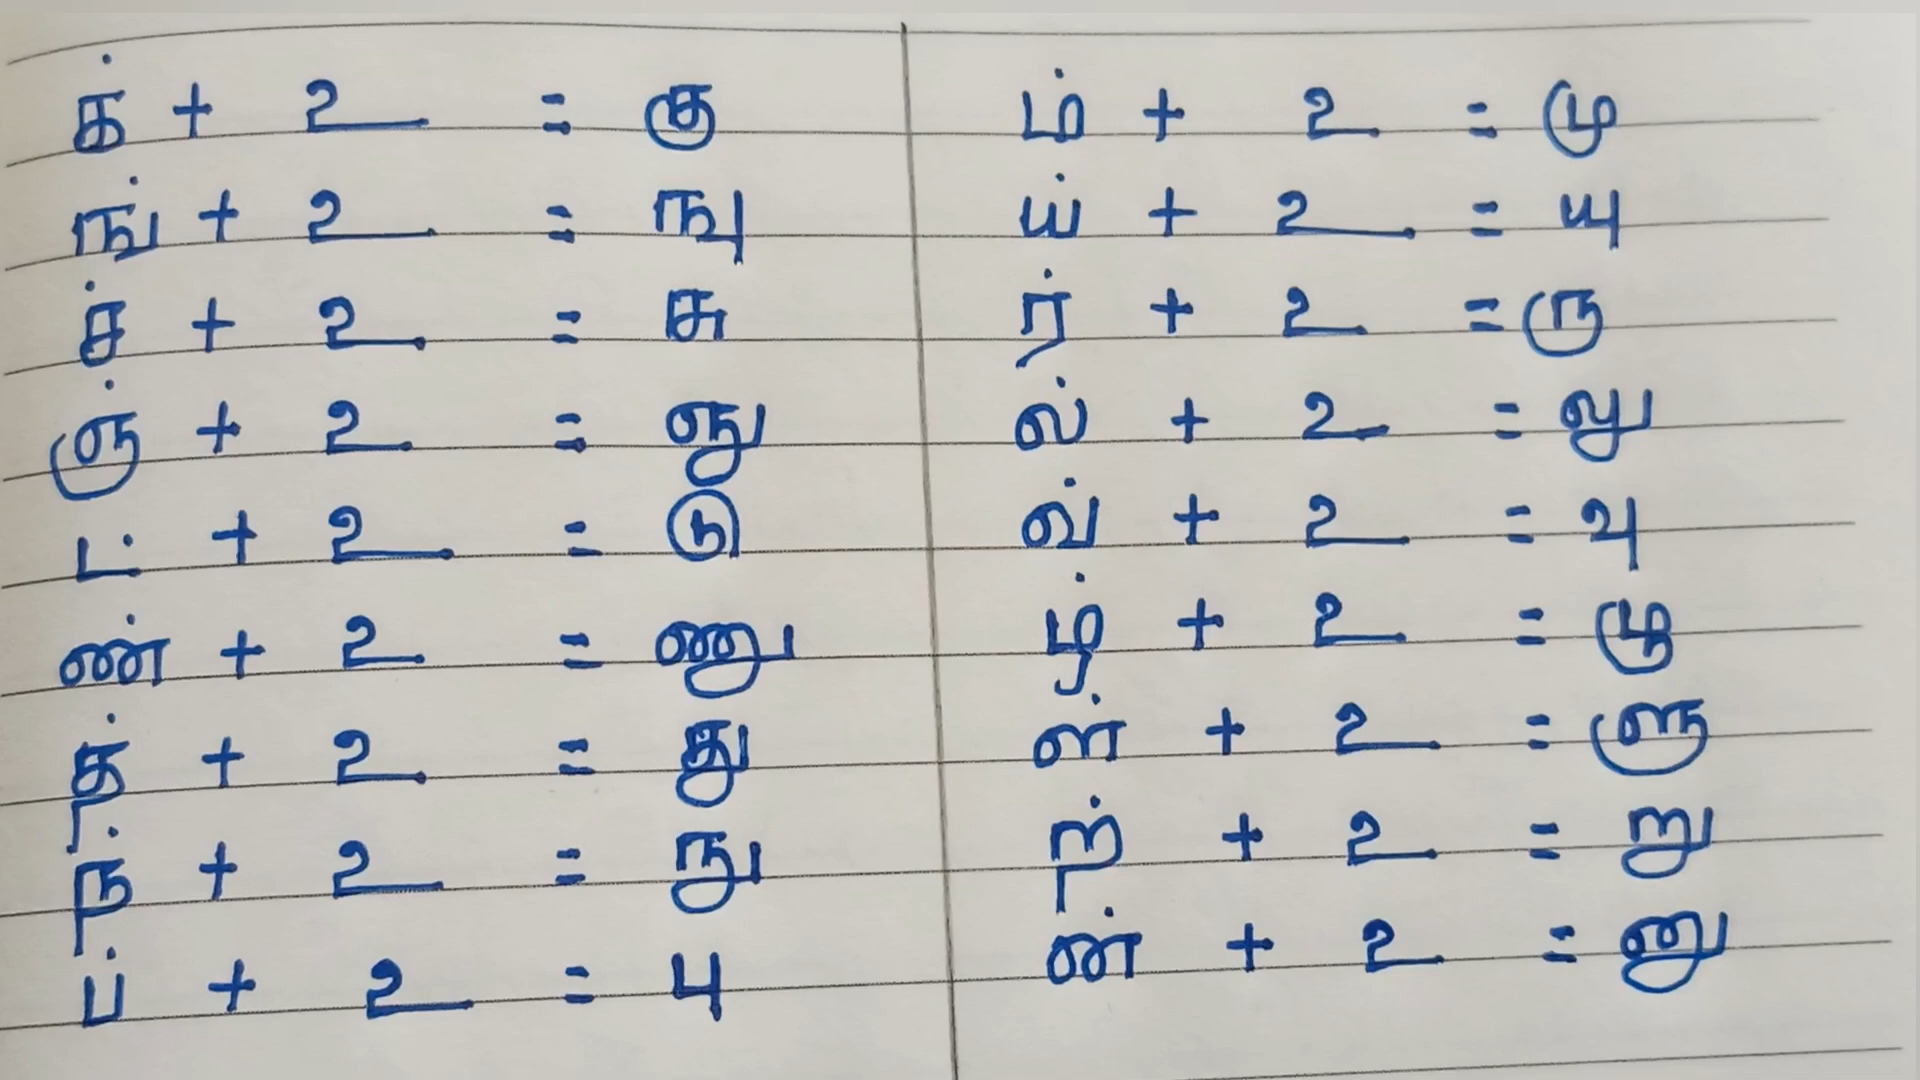 க் + உ = கு
ங் + உ = ஙு
ச் + உ = சு
ஞ் + உ = ஞு
ட் + உ = டு
ண் + உ = ணு
த் + உ = து
ந் + உ = நு
ப் + உ = பு
ம் + உ = மு
ய் + உ = யு
ர் + உ = ரு
ல் + உ = லு
வ் + உ = வு
ழ் + உ = ழு
ள் + உ = ளு
ற் + உ = று
ன் + உ = னு